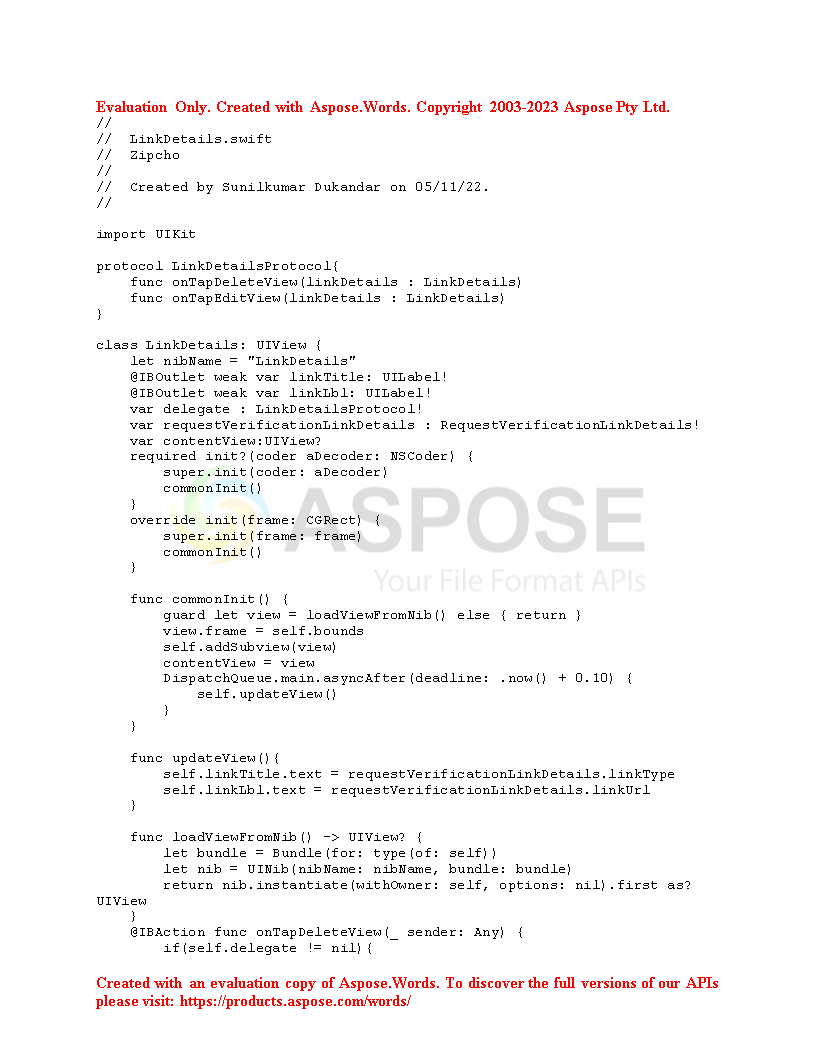 Evaluation Only. Created with Aspose.Words. Copyright 2003-2023 Aspose Pty Ltd.
//
//  LinkDetails.swift
//  Zipcho
//
//  Created by Sunilkumar Dukandar on 05/11/22.
//

import UIKit

protocol LinkDetailsProtocol{
    func onTapDeleteView(linkDetails : LinkDetails)
    func onTapEditView(linkDetails : LinkDetails)
}

class LinkDetails: UIView {
    let nibName = "LinkDetails"
    @IBOutlet weak var linkTitle: UILabel!
    @IBOutlet weak var linkLbl: UILabel!
    var delegate : LinkDetailsProtocol!
    var requestVerificationLinkDetails : RequestVerificationLinkDetails!
    var contentView:UIView?
    required init?(coder aDecoder: NSCoder) {
        super.init(coder: aDecoder)
        commonInit()
    }
    override init(frame: CGRect) {
        super.init(frame: frame)
        commonInit()
    }
ASPOSE
Your File Format APIs

    func commonInit() {
        guard let view = loadViewFromNib() else { return }
        view.frame = self.bounds
        self.addSubview(view)
        contentView = view
        DispatchQueue.main.asyncAfter(deadline: .now() + 0.10) {
            self.updateView()
        }
    }

    func updateView(){
        self.linkTitle.text = requestVerificationLinkDetails.linkType
        self.linkLbl.text = requestVerificationLinkDetails.linkUrl
    }

    func loadViewFromNib() -> UIView? {
        let bundle = Bundle(for: type(of: self))
        let nib = UINib(nibName: nibName, bundle: bundle)
        return nib.instantiate(withOwner: self, options: nil).first as?
UIView
    }
    @IBAction func onTapDeleteView(_ sender: Any) {
        if(self.delegate != nil){

Created with an evaluation copy of Aspose.Words. To discover the full versions of our APIs
please visit: https://products.aspose.com/words/